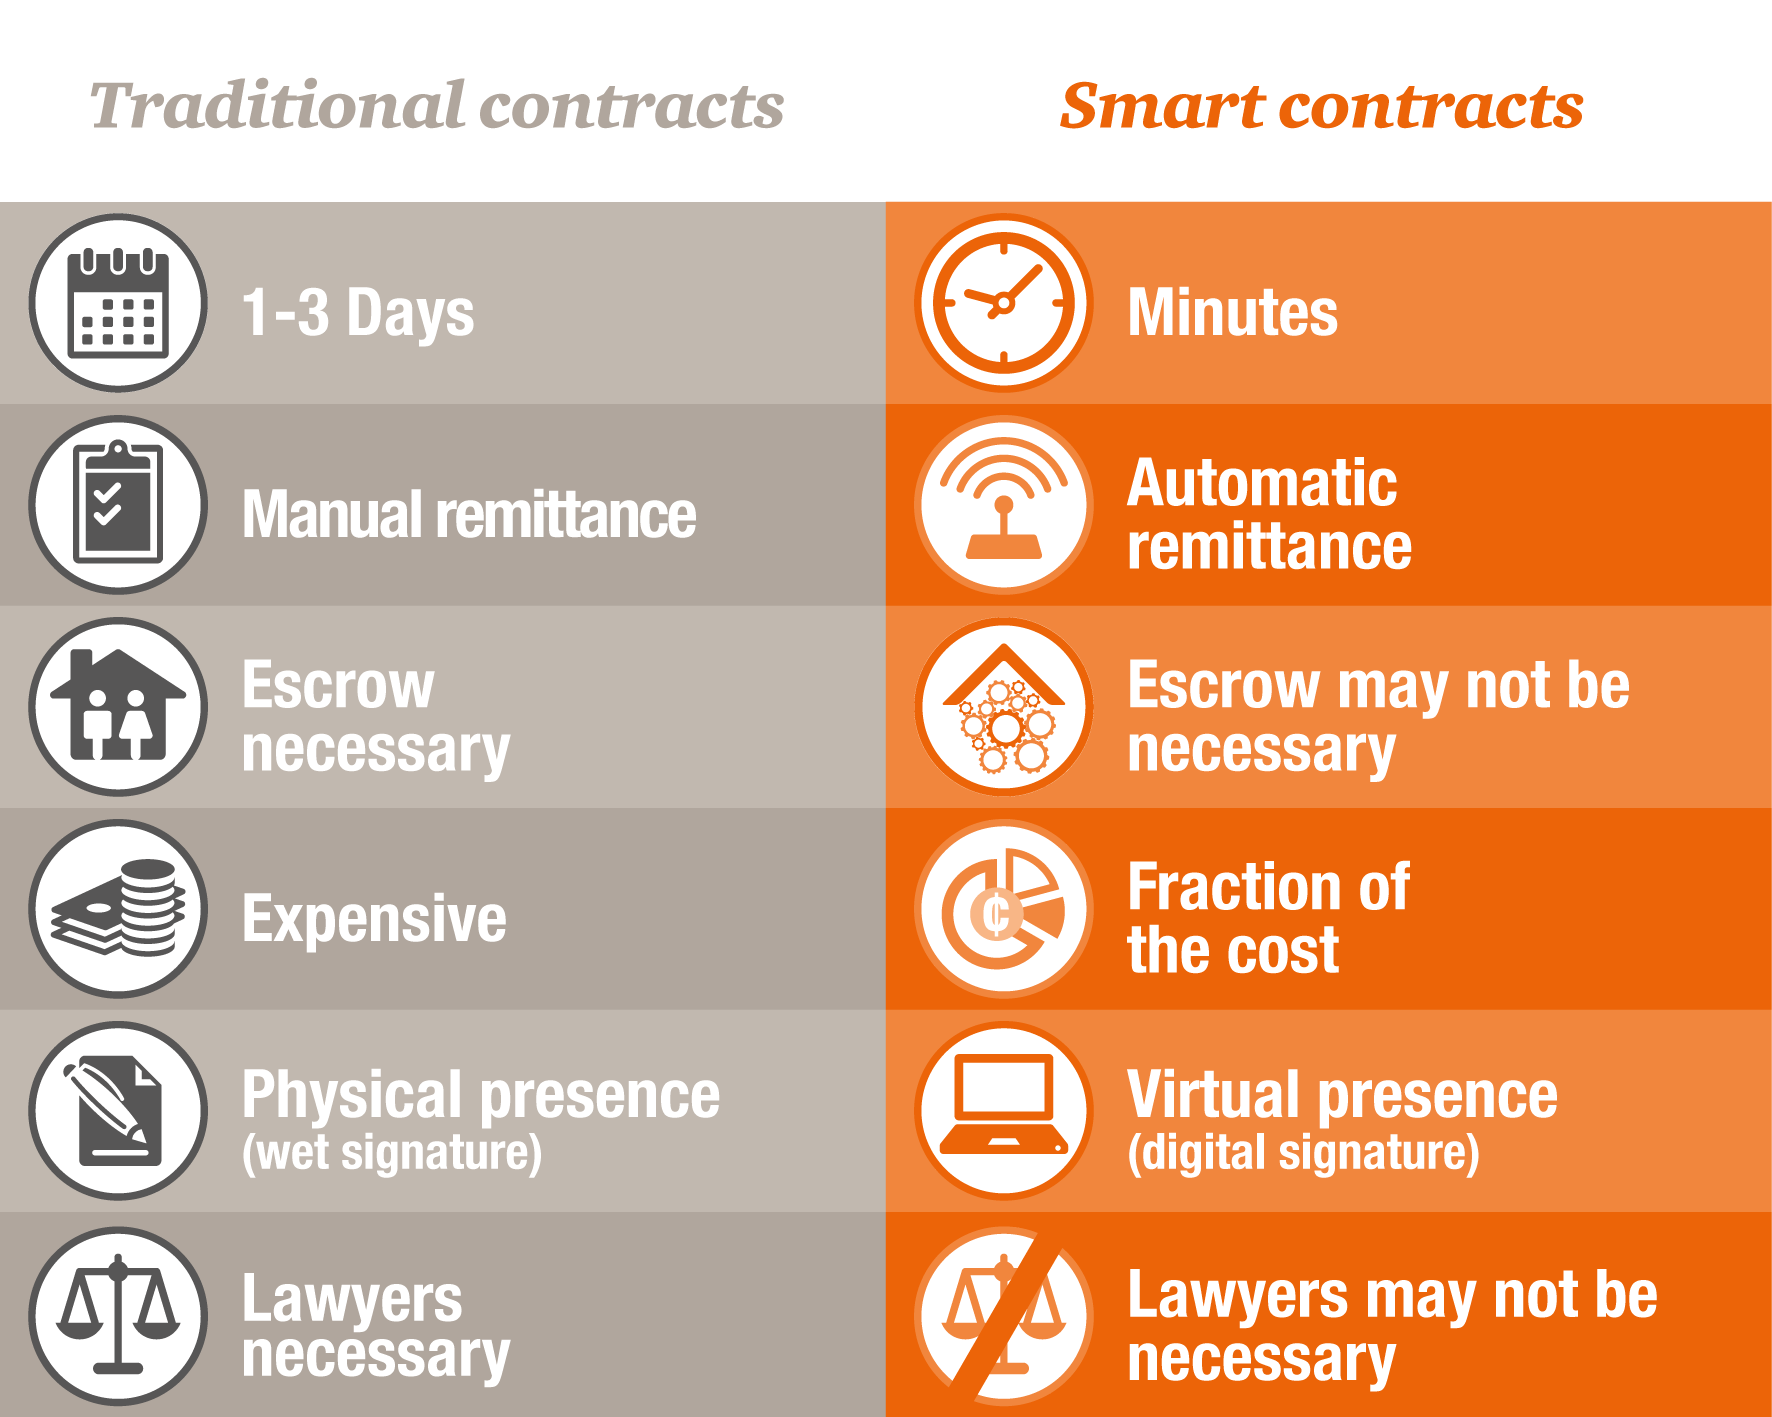 Traditional contracts
Smart contracts
1-3 Days
Minutes
Manual remittance
Automatic
remittance
Escrow
necessary
Escrow may not be
necessary
Expensive
¢
Fraction of
the cost
Physical presence
(wet signature)
Virtual presence
(digital signature)
Lawyers
necessary
Lawyers may not be
necessary